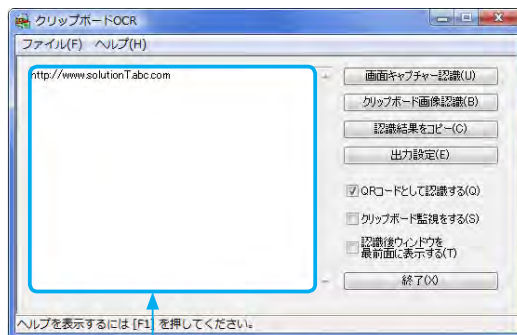 クリップボードOCR
ファイル(F) ヘルプ(H)
http://www.solutionTabc.com
画面キャプチャー認識(U)
クリップボード画像認識(B)
認識結果をコピー(C)
出力設定(E)
QRコードとして認識する(Q)
クリップボード監視をする(S)
認識後ウィンドウを
最前面に表示する(T)
終了(X)
ヘルプを表示するには [F1] を押してください。